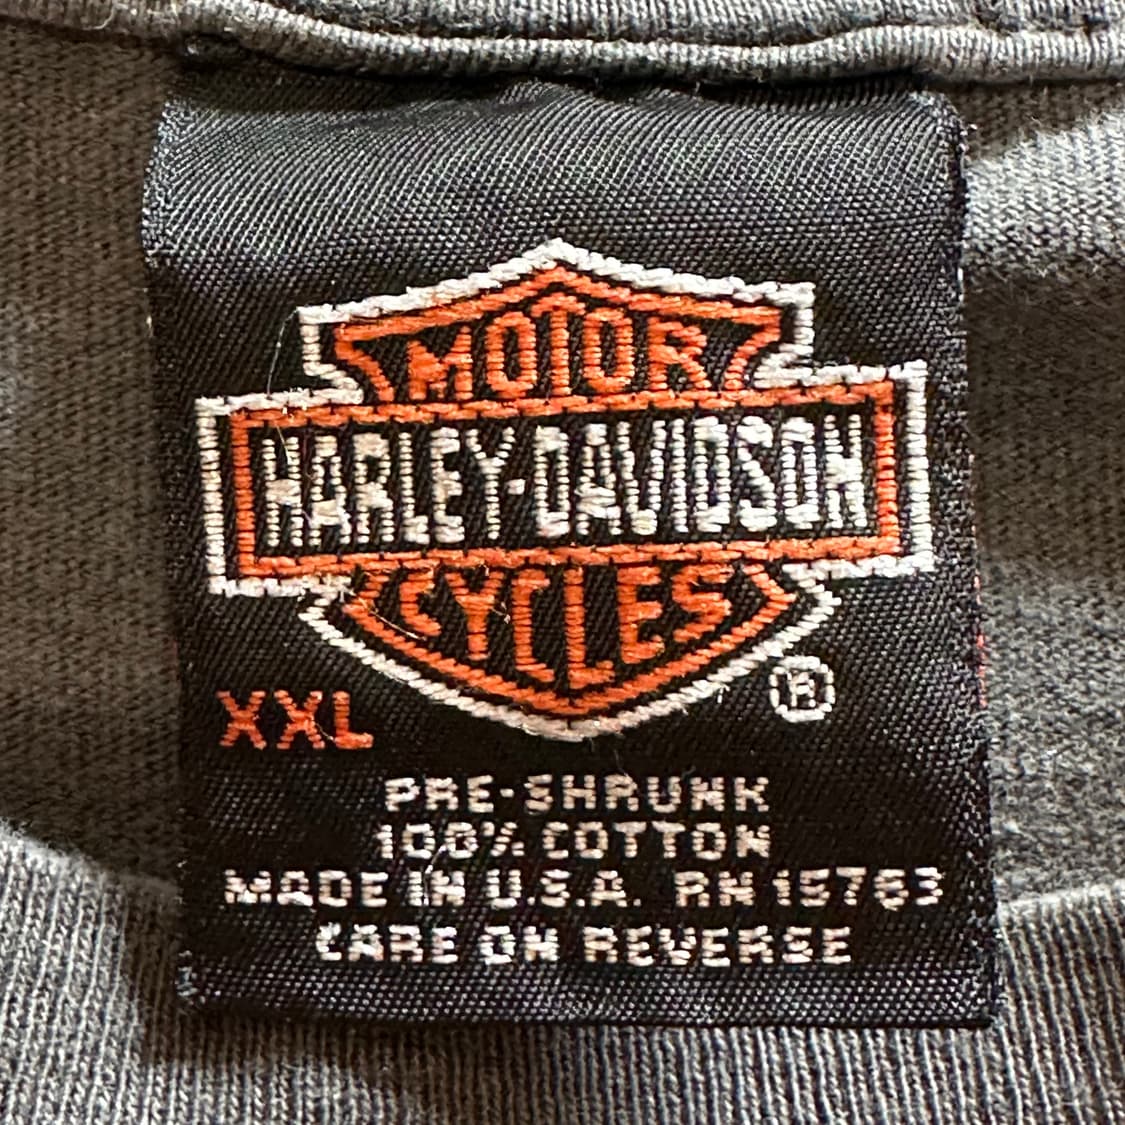 MOTOR
HARLEY-DAVIDSON
CYCLES
®
XXL
PRE-SHRUNK
100% COTTON
MADE IN U.S.A. RN 15763
CARE ON REVERSE